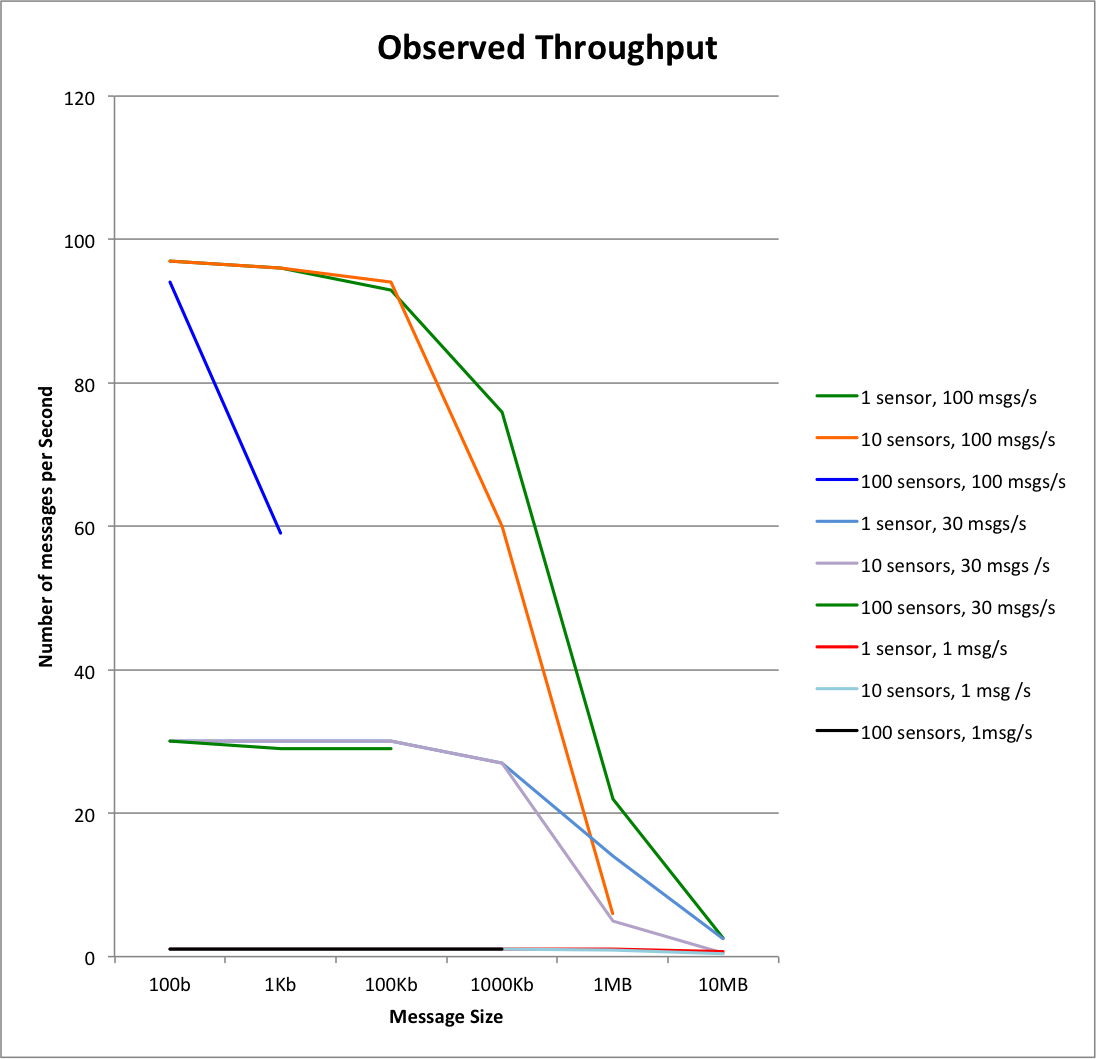 Observed Throughput
120
100
80
60
40
20
0
Number of messages per Second
100b
1Kb
100Kb
1000Kb
1MB
10MB
Message Size
1 sensor, 100 msgs/s
10 sensors, 100 msgs/s
100 sensors, 100 msgs/s
1 sensor, 30 msgs/s
10 sensors, 30 msgs /s
100 sensors, 30 msgs/s
1 sensor, 1 msg/s
10 sensors, 1 msg /s
100 sensors, 1msg/s